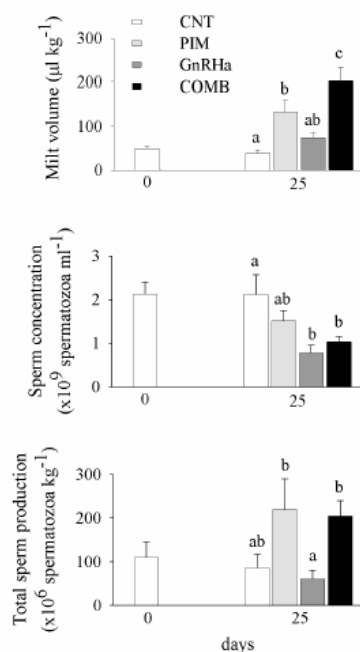 CNT
PIM
GnRHa
COMB
Milt volume (µl kg-1)
300
200
100
0
a
b
ab
c
0
25
Sperm concentration
(x10⁹ spermatozoa ml-1)
3
2
1
0
a
ab
b
b
0
25
Total sperm production
(x10⁶ spermatozoa kg-1)
300
200
100
0
ab
b
a
b
0
25
days